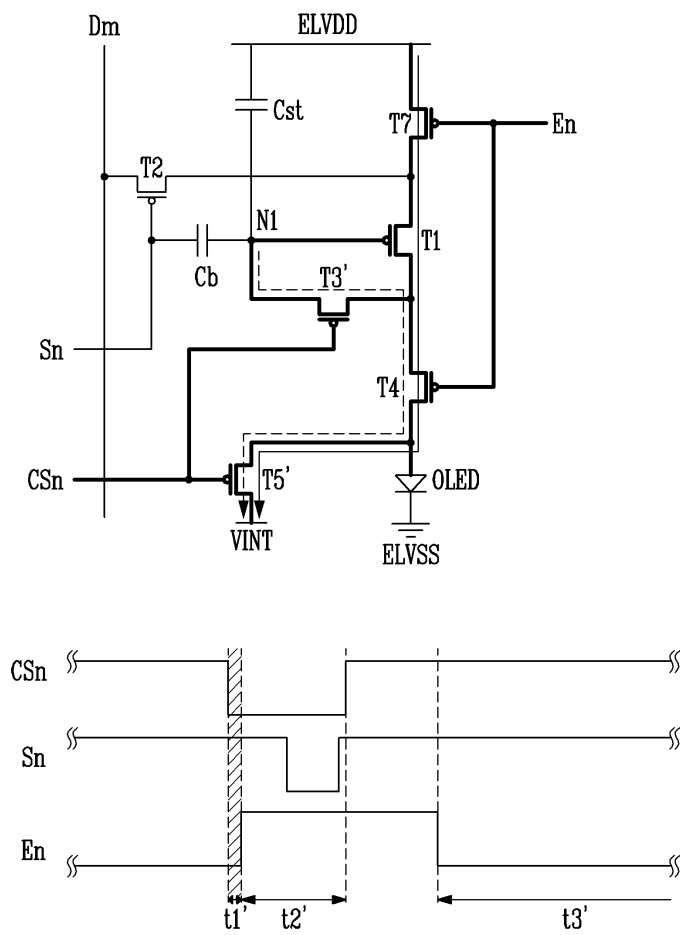 Dm
ELVDD
Cst
T7
En
T2
N1
T1
Cb
T3'
Sn
T4
CSn
T5'
OLED
VINT
ELVSS
CSn
Sn
En
t1'
t2'
t3'